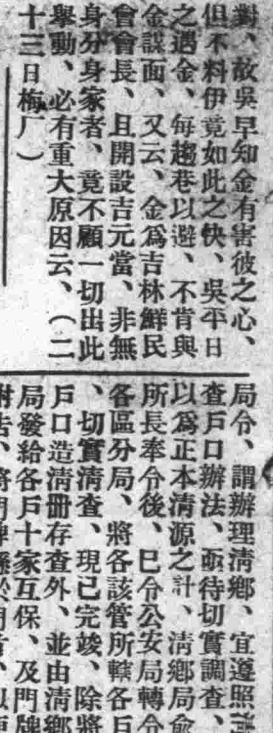 對、故吳早知金有害彼之心、
但不料伊竟如此之快、吳平日
之遇金、每趨巷以避、不肯與
金謀面、又云、金爲吉林鮮民
會會長、且開設吉元當、非無
身分身家者、竟不顧一切出此
舉動、必有重大原因云、（二
十三日梅厂）
局令、謂辦理清鄉、宜遵照
查戶口辦法、亟待切實調查、
以爲正本清源之計、清鄉局俞
所長奉令後、已令公安局轉令
各區分局、將各該管所轄各戶
、切實清查、現已完竣、除將
戶口造清册存查外、並由清鄉
局發給各戶十家互保、及門牌